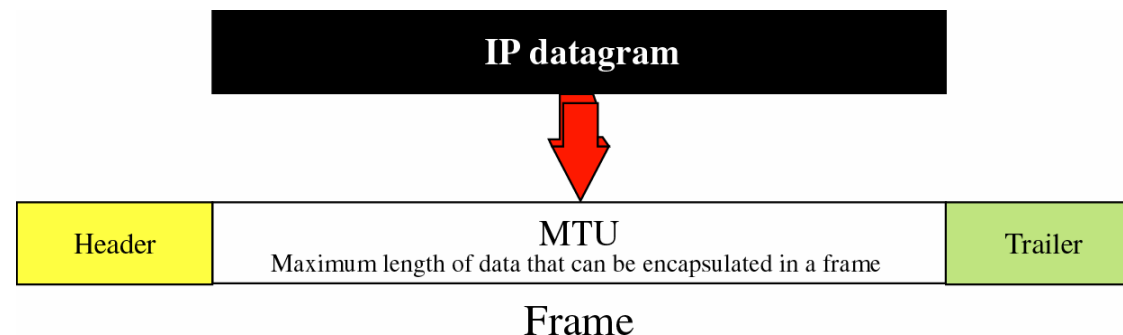 IP datagram
Header
MTU
Maximum length of data that can be encapsulated in a frame
Trailer
Frame